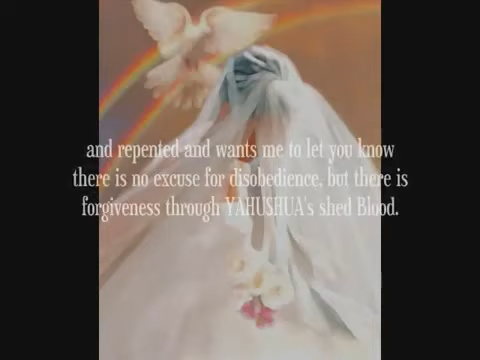 and repented and wants me to let you know
there is no excuse for disobedience, but there is
forgiveness through YAHUSHUA's shed Blood.